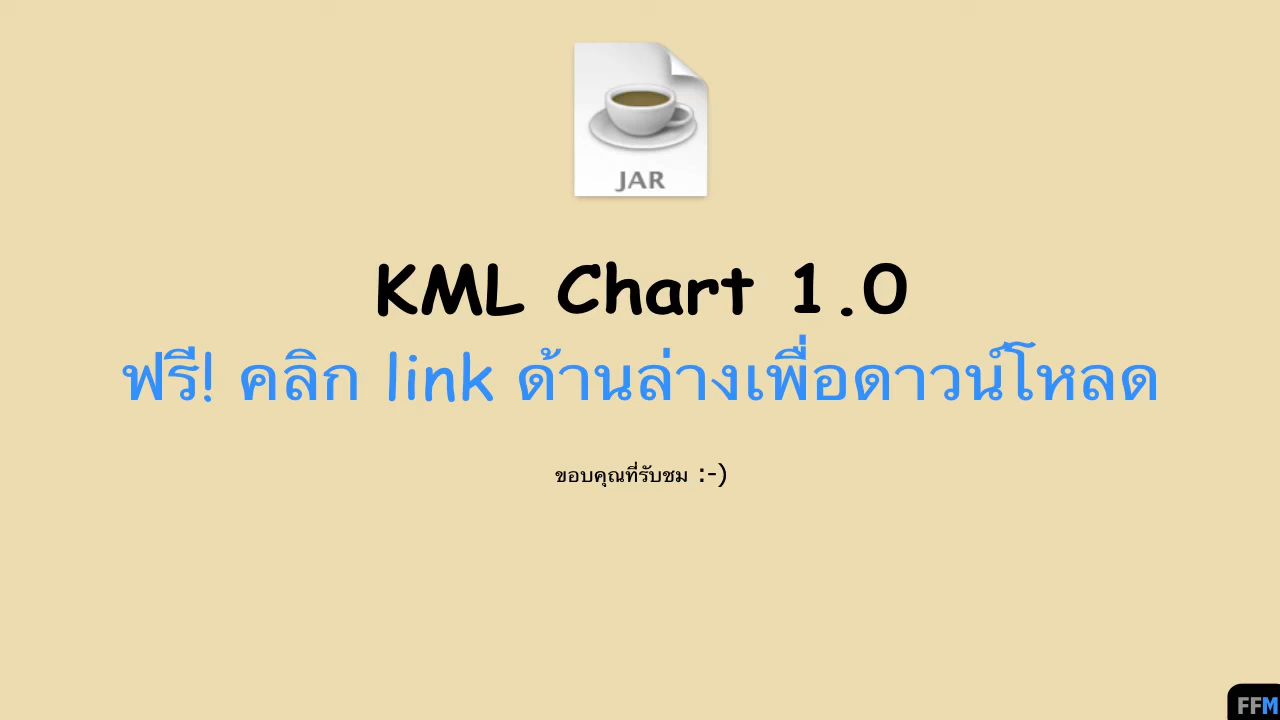 JAR
KML Chart 1.0
ฟรี! คลิก link ด้านล่างเพื่อดาวน์โหลด
ขอบคุณที่รับชม :-)
FFM